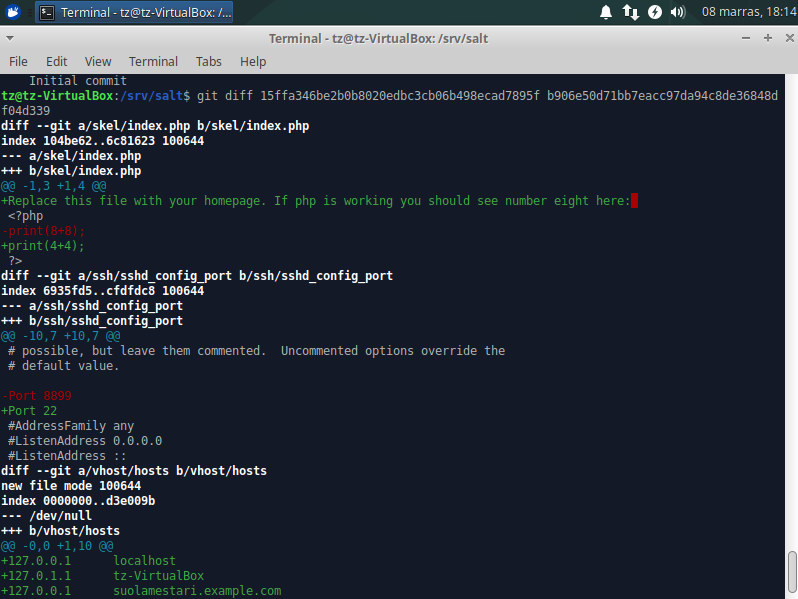 Terminal - tz@tz-VirtualBox: /...
08 marras, 18:14
Terminal - tz@tz-VirtualBox: /srv/salt
File Edit View Terminal Tabs Help
Initial commit
tz@tz-VirtualBox:/srv/salt$ git diff 15ffa346be2b0b8020edbc3cb06b498ecad7895f b906e50d71bb7eacc97da94c8de36848d
f04d339
diff --git a/skel/index.php b/skel/index.php
index 104be62..6c81623 100644
--- a/skel/index.php
+++ b/skel/index.php
@@ -1,3 +1,4 @@
+Replace this file with your homepage. If php is working you should see number eight here:
<?php
-print(8+8);
+print(4+4);
?>
diff --git a/ssh/sshd_config_port b/ssh/sshd_config_port
index 6935fd5..cfdfdc8 100644
--- a/ssh/sshd_config_port
+++ b/ssh/sshd_config_port
@@ -10,7 +10,7 @@
# possible, but leave them commented.  Uncommented options override the
# default value.
-Port 8899
+Port 22
#AddressFamily any
#ListenAddress 0.0.0.0
#ListenAddress ::
diff --git a/vhost/hosts b/vhost/hosts
new file mode 100644
index 0000000..d3e009b
--- /dev/null
+++ b/vhost/hosts
@@ -0,0 +1,10 @@
+127.0.0.1 localhost
+127.0.1.1 tz-VirtualBox
+127.0.0.1 suolamestari.example.com